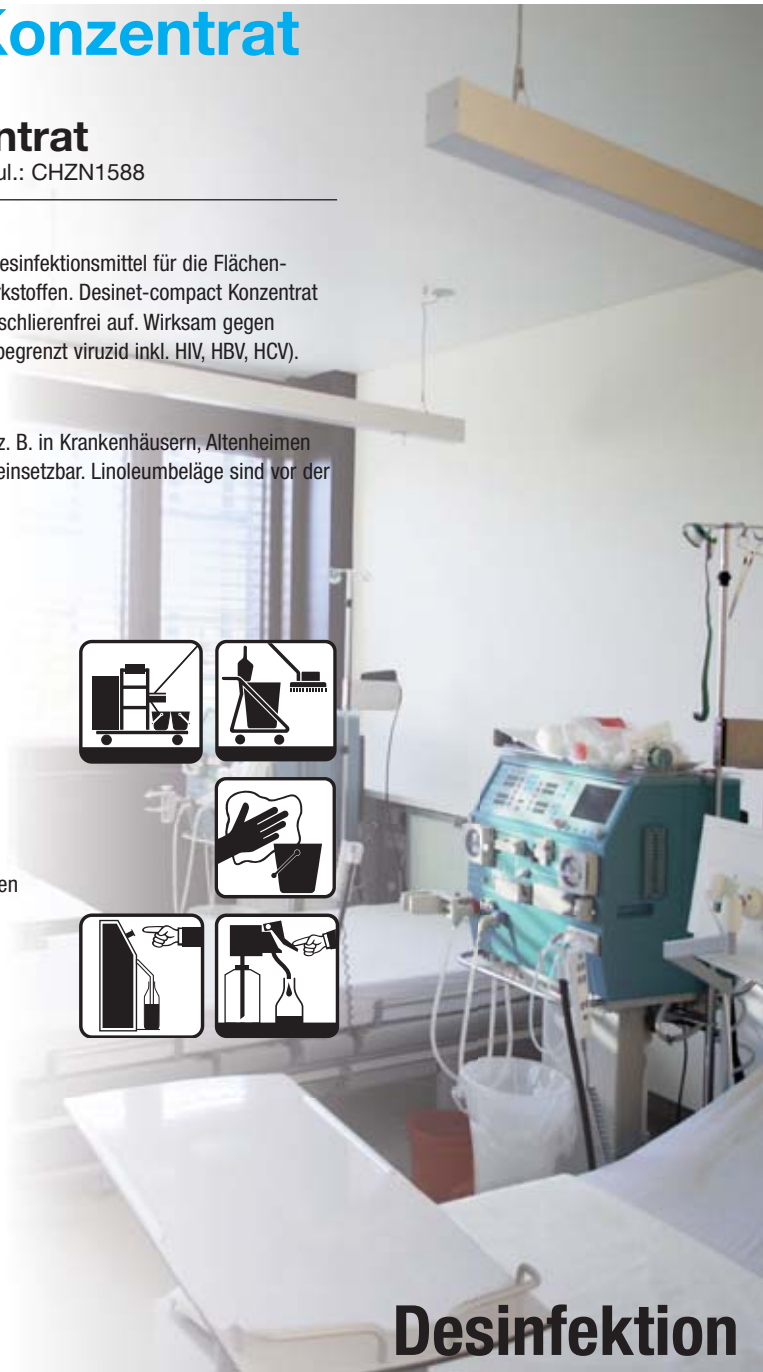 Konzentrat
ntrat
ul.: CHZN1588
esinfektionsmittel für die Flächen-
rkstoffen. Desinet-compact Konzentrat
schlierenfrei auf. Wirksam gegen
begrenzt viruzid inkl. HIV, HBV, HCV).
z. B. in Krankenhäusern, Altenheimen
einsetzbar. Linoleumbeläge sind vor der
en
Desinfektion